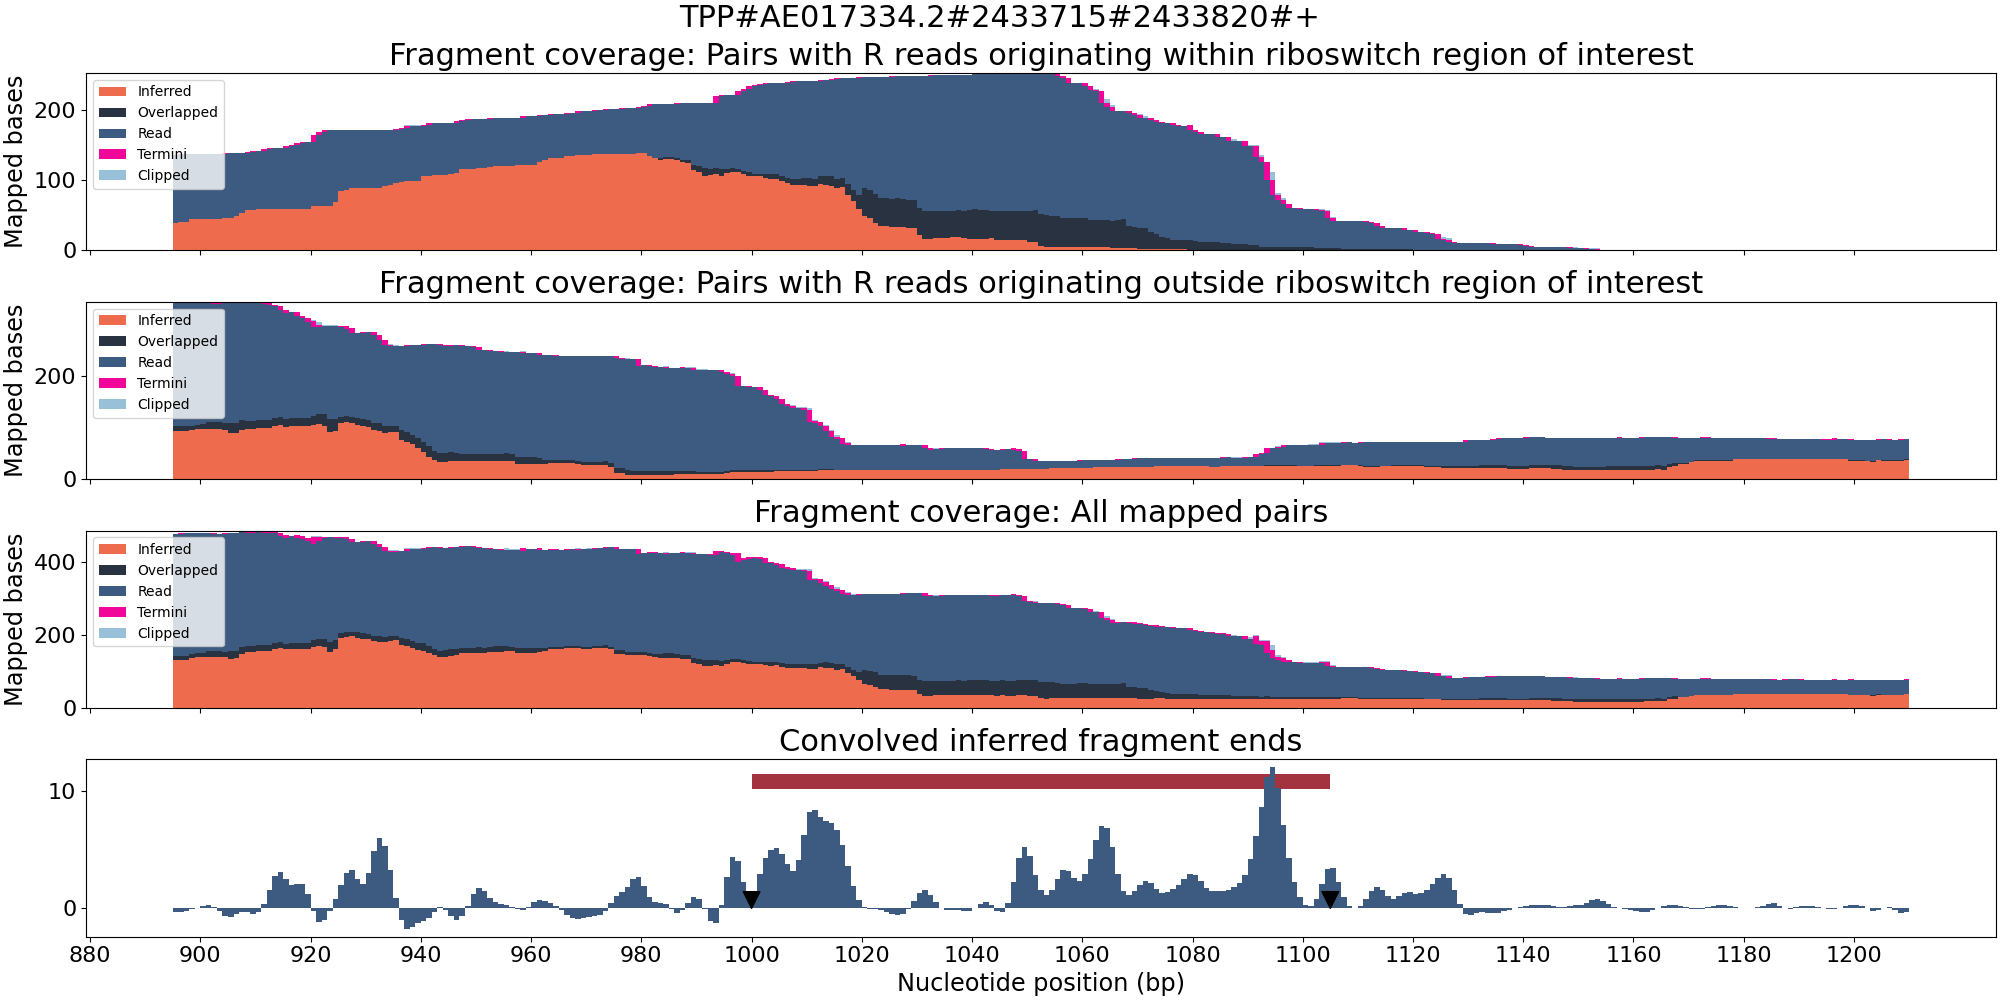 TPP#AE017334.2#2433715#2433820#+
Fragment coverage: Pairs with R reads originating within riboswitch region of interest
Mapped bases
200
100
0
Inferred
Overlapped
Read
Termini
Clipped
Fragment coverage: Pairs with R reads originating outside riboswitch region of interest
Mapped bases
200
0
Inferred
Overlapped
Read
Termini
Clipped
Fragment coverage: All mapped pairs
Mapped bases
400
200
0
Inferred
Overlapped
Read
Termini
Clipped
Convolved inferred fragment ends
10
0
880 900 920 940 960 980 1000 1020 1040 1060 1080 1100 1120 1140 1160 1180 1200
Nucleotide position (bp)